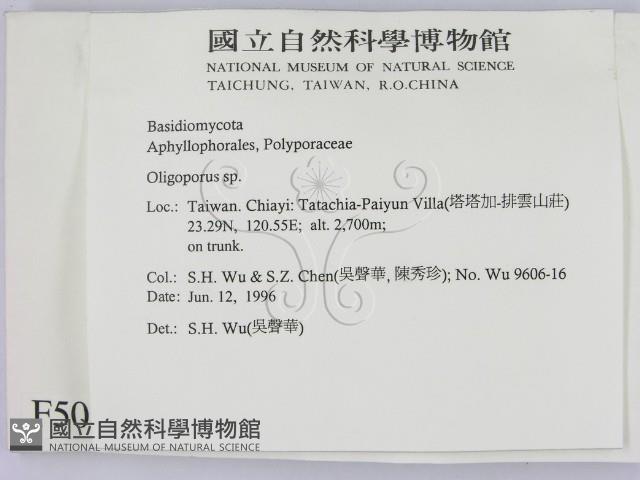 國立自然科學博物館
NATIONAL MUSEUM OF NATURAL SCIENCE
TAICHUNG, TAIWAN, R.O.CHINA
Basidiomycota
Aphyllophorales, Polyporaceae
Oligoporus sp.
Loc.: Taiwan. Chiayi: Tatachia-Paiyun Villa(塔塔加-排雲山莊)
23.29N, 120.55E; alt. 2,700m;
on trunk.
Col.: S.H. Wu & S.Z. Chen(吳聲華, 陳秀珍); No. Wu 9606-16
Date: Jun. 12, 1996
Det.: S.H. Wu(吳聲華)
F50
國立自然科學博物館
NATIONAL MUSEUM OF NATURAL SCIENCE